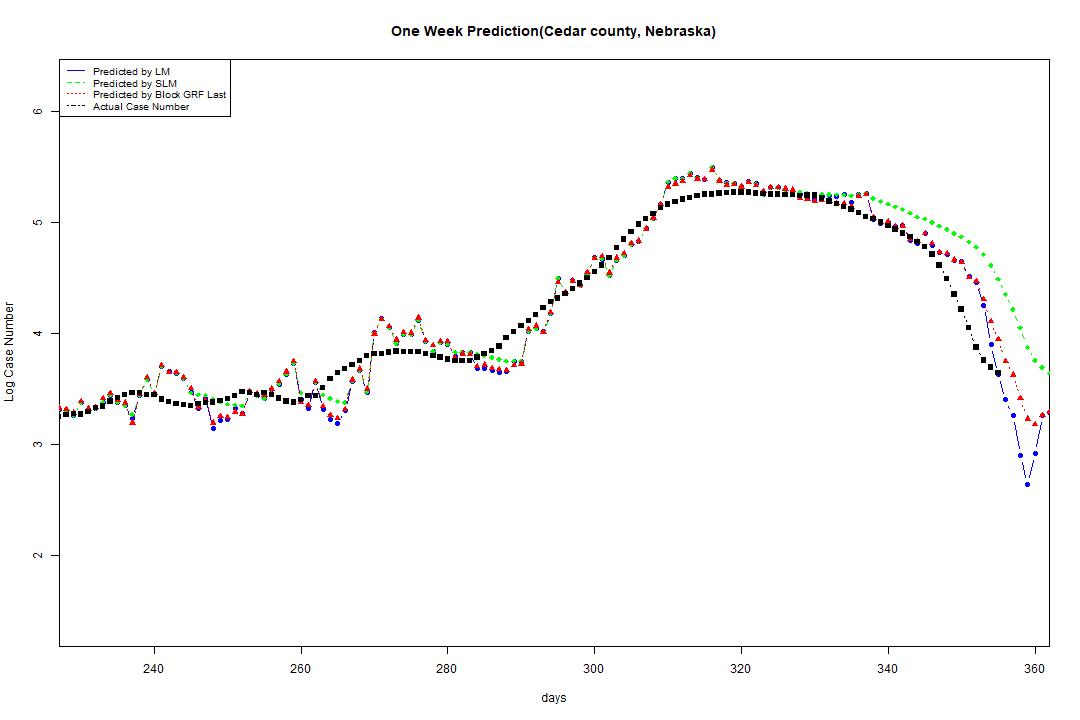 One Week Prediction(Cedar county, Nebraska)
Predicted by LM
Predicted by SLM
Predicted by Block GRF Last
Actual Case Number
6
5
4
3
2
Log Case Number
240
260
280
300
320
340
360
days